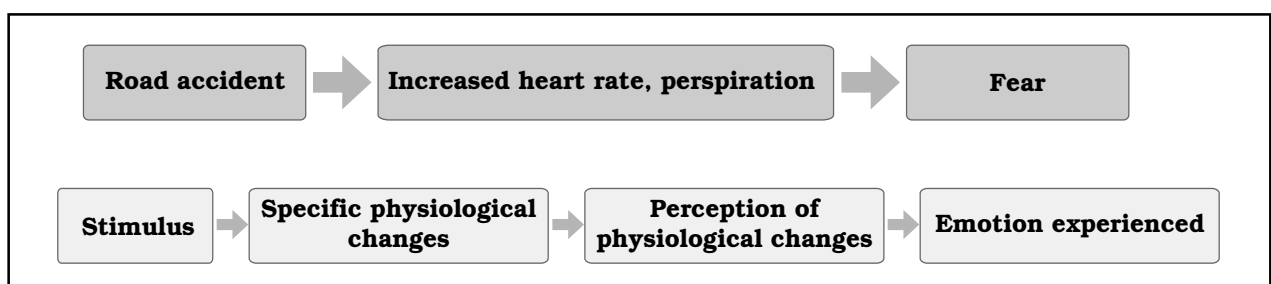 Road accident
Increased heart rate, perspiration
Fear
Stimulus
Specific physiological
changes
Perception of
physiological changes
Emotion experienced